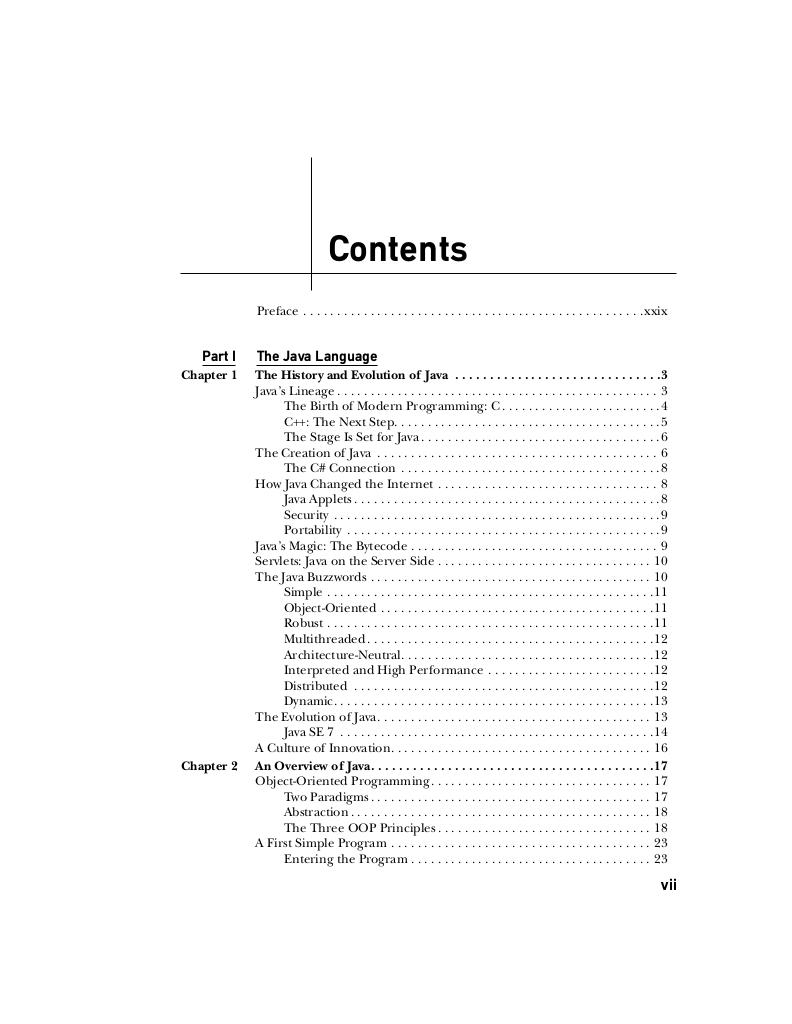 Contents
Preface . . . . . . . . . . . . . . . . . . . . . . . . . . . . . . . . . . . . . . . . . . . . . . . . . . . .xxix
Part I The Java Language
Chapter 1 The History and Evolution of Java . . . . . . . . . . . . . . . . . . . . . . . . . . . . . .3
Java’s Lineage . . . . . . . . . . . . . . . . . . . . . . . . . . . . . . . . . . . . . . . . . . . . . . . . 3
The Birth of Modern Programming: C . . . . . . . . . . . . . . . . . . . . . . . .4
C++: The Next Step. . . . . . . . . . . . . . . . . . . . . . . . . . . . . . . . . . . . . . . .5
The Stage Is Set for Java . . . . . . . . . . . . . . . . . . . . . . . . . . . . . . . . . . . .6
The Creation of Java . . . . . . . . . . . . . . . . . . . . . . . . . . . . . . . . . . . . . . . . . . 6
The C# Connection . . . . . . . . . . . . . . . . . . . . . . . . . . . . . . . . . . . . . . .8
How Java Changed the Internet . . . . . . . . . . . . . . . . . . . . . . . . . . . . . . . . . 8
Java Applets . . . . . . . . . . . . . . . . . . . . . . . . . . . . . . . . . . . . . . . . . . . . . .8
Security . . . . . . . . . . . . . . . . . . . . . . . . . . . . . . . . . . . . . . . . . . . . . . . . .9
Portability . . . . . . . . . . . . . . . . . . . . . . . . . . . . . . . . . . . . . . . . . . . . . . .9
Java’s Magic: The Bytecode . . . . . . . . . . . . . . . . . . . . . . . . . . . . . . . . . . . . . 9
Servlets: Java on the Server Side . . . . . . . . . . . . . . . . . . . . . . . . . . . . . . . . 10
The Java Buzzwords . . . . . . . . . . . . . . . . . . . . . . . . . . . . . . . . . . . . . . . . . . 10
Simple . . . . . . . . . . . . . . . . . . . . . . . . . . . . . . . . . . . . . . . . . . . . . . . . .11
Object-Oriented . . . . . . . . . . . . . . . . . . . . . . . . . . . . . . . . . . . . . . . . .11
Robust . . . . . . . . . . . . . . . . . . . . . . . . . . . . . . . . . . . . . . . . . . . . . . . . .11
Multithreaded . . . . . . . . . . . . . . . . . . . . . . . . . . . . . . . . . . . . . . . . . . .12
Architecture-Neutral. . . . . . . . . . . . . . . . . . . . . . . . . . . . . . . . . . . . . .12
Interpreted and High Performance . . . . . . . . . . . . . . . . . . . . . . . . .12
Distributed . . . . . . . . . . . . . . . . . . . . . . . . . . . . . . . . . . . . . . . . . . . . .12
Dynamic. . . . . . . . . . . . . . . . . . . . . . . . . . . . . . . . . . . . . . . . . . . . . . . .13
The Evolution of Java. . . . . . . . . . . . . . . . . . . . . . . . . . . . . . . . . . . . . . . . . 13
Java SE 7 . . . . . . . . . . . . . . . . . . . . . . . . . . . . . . . . . . . . . . . . . . . . . . .14
A Culture of Innovation. . . . . . . . . . . . . . . . . . . . . . . . . . . . . . . . . . . . . . . 16
Chapter 2 An Overview of Java. . . . . . . . . . . . . . . . . . . . . . . . . . . . . . . . . . . . . . . . .17
Object-Oriented Programming . . . . . . . . . . . . . . . . . . . . . . . . . . . . . . . . . 17
Two Paradigms . . . . . . . . . . . . . . . . . . . . . . . . . . . . . . . . . . . . . . . . . . 17
Abstraction . . . . . . . . . . . . . . . . . . . . . . . . . . . . . . . . . . . . . . . . . . . . . 18
The Three OOP Principles . . . . . . . . . . . . . . . . . . . . . . . . . . . . . . . . 18
A First Simple Program . . . . . . . . . . . . . . . . . . . . . . . . . . . . . . . . . . . . . . . 23
Entering the Program . . . . . . . . . . . . . . . . . . . . . . . . . . . . . . . . . . . . 23
vii